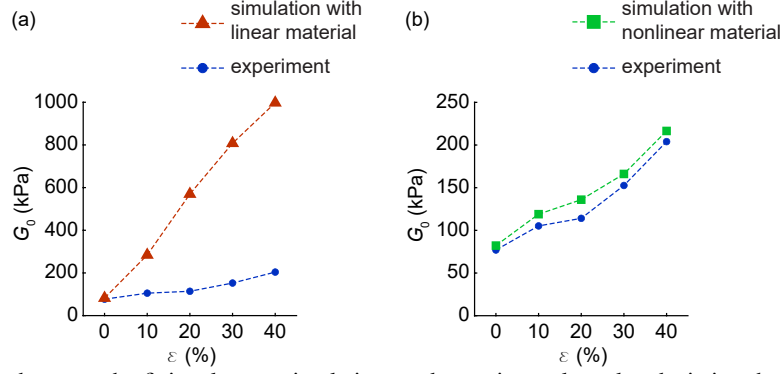 (a)
simulation with
linear material
experiment
1000
800
600
400
200
0
G0 (kPa)
0 10 20 30 40
ε (%)
(b)
simulation with
nonlinear material
experiment
250
200
150
100
50
0
G0 (kPa)
0 10 20 30 40
ε (%)